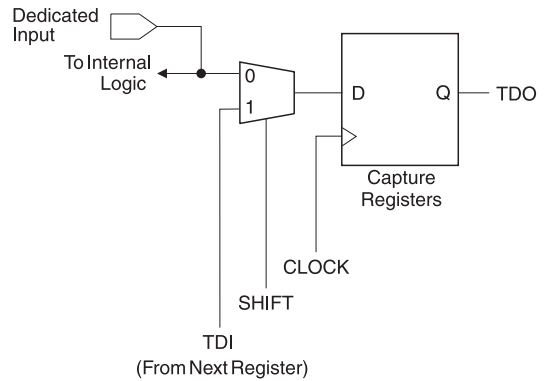 Dedicated
Input
To Internal
Logic
0
1
D
Q
TDO
Capture
Registers
CLOCK
SHIFT
TDI
(From Next Register)